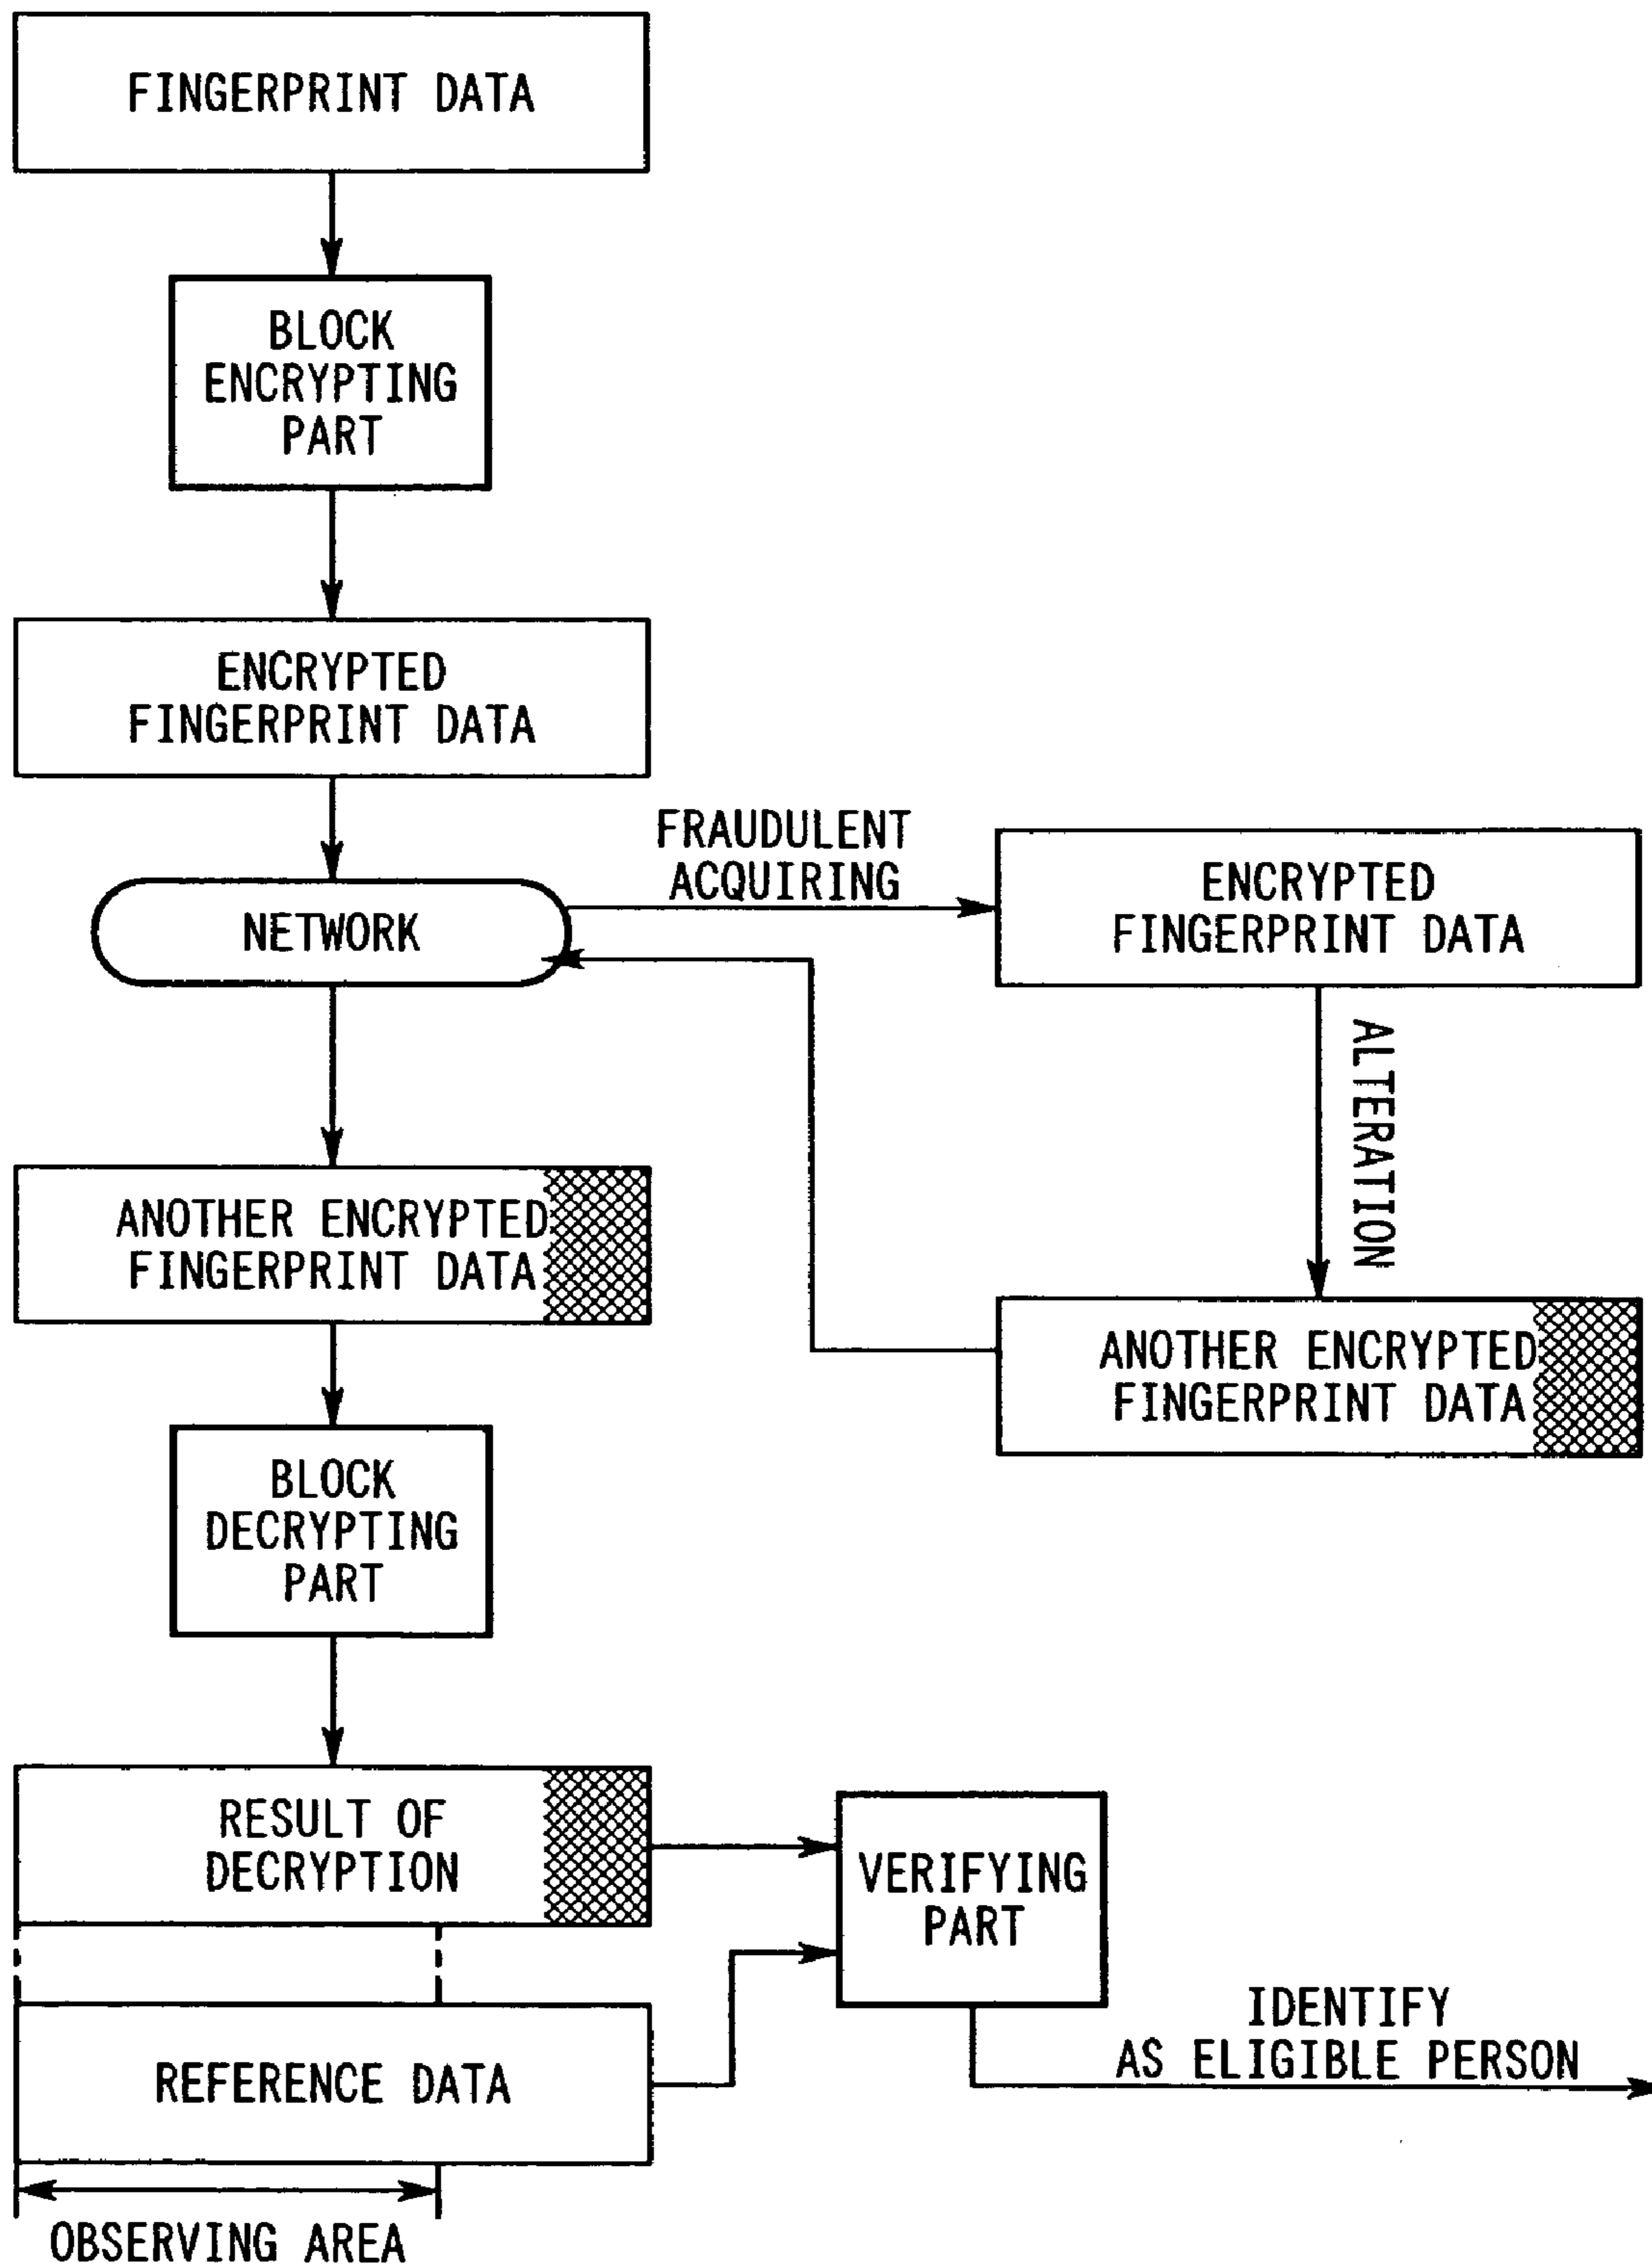 FINGERPRINT DATA
BLOCK
ENCRYPTING
PART
ENCRYPTED
FINGERPRINT DATA
FRAUDULENT
ACQUIRING
NETWORK
ENCRYPTED
FINGERPRINT DATA
ALTERATION
ANOTHER ENCRYPTED
FINGERPRINT DATA
ANOTHER ENCRYPTED
FINGERPRINT DATA
BLOCK
DECRYPTING
PART
RESULT OF
DECRYPTION
VERIFYING
PART
REFERENCE DATA
IDENTIFY
AS ELIGIBLE PERSON
OBSERVING AREA